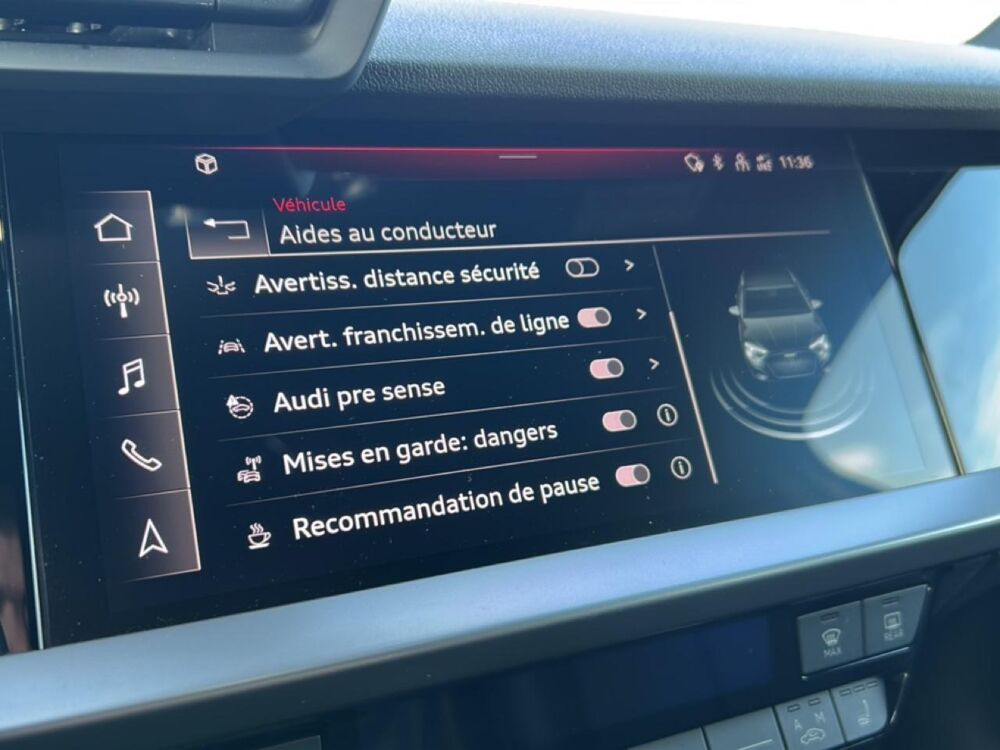 11:36
Véhicule
Aides au conducteur
Avertiss. distance sécurité
Avert. franchissem. de ligne
Audi pre sense
Mises en garde: dangers
Recommandation de pause
MAX
REAR
A M